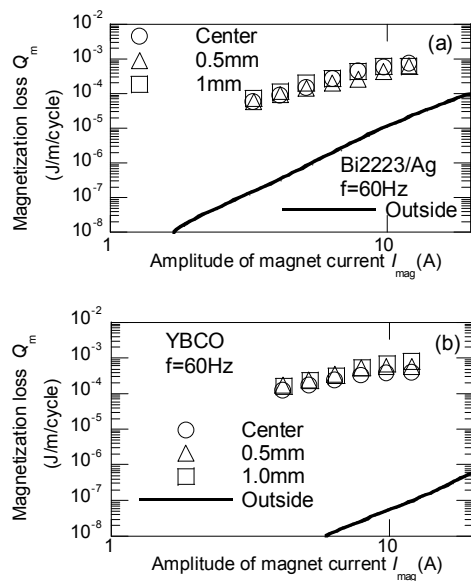 10⁻²
10⁻³
10⁻⁴
10⁻⁵
10⁻⁶
10⁻⁷
10⁻⁸
Magnetization loss Qₘ
(J/m/cycle)
Center
0.5mm
1mm
(a)
Bi2223/Ag
f=60Hz
Outside
1
10
Amplitude of magnet current I_mag(A)
10⁻²
10⁻³
10⁻⁴
10⁻⁵
10⁻⁶
10⁻⁷
10⁻⁸
Magnetization loss Qₘ
(J/m/cycle)
(b)
YBCO
f=60Hz
Center
0.5mm
1.0mm
Outside
1
10
Amplitude of magnet current I_mag(A)